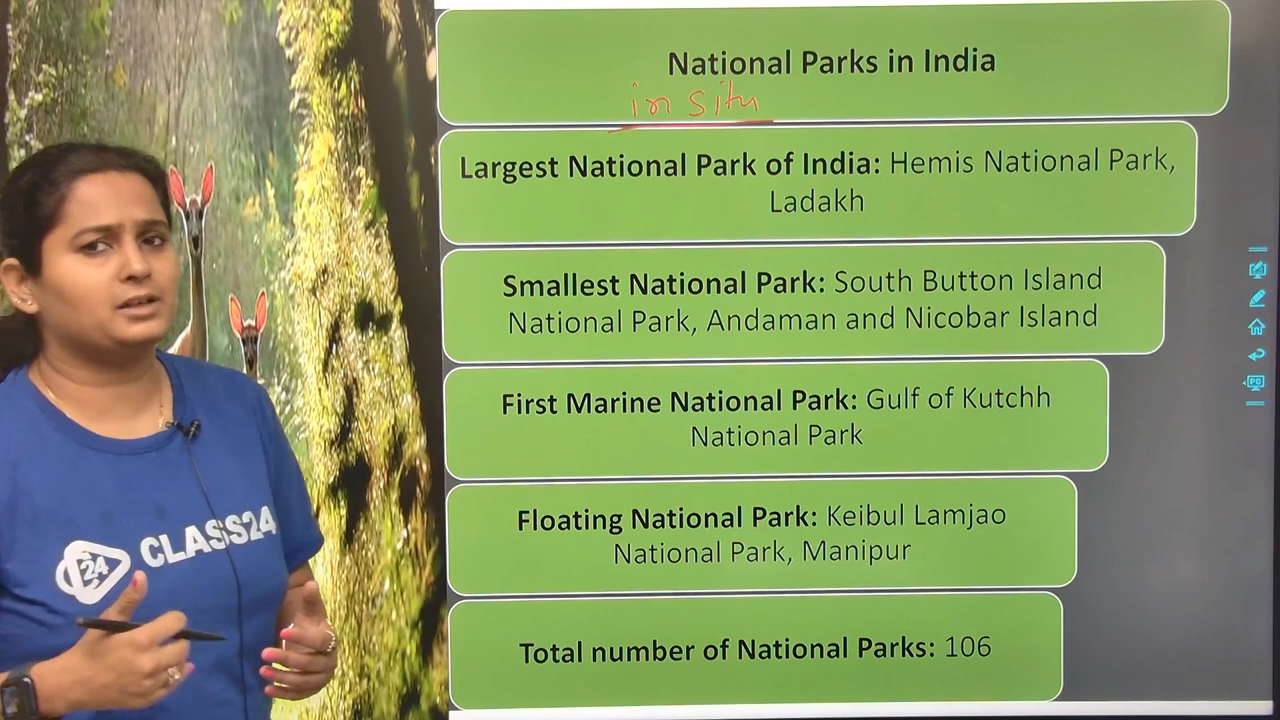 National Parks in India
in situ
Largest National Park of India: Hemis National Park,
Ladakh
Smallest National Park: South Button Island
National Park, Andaman and Nicobar Island
First Marine National Park: Gulf of Kutchh
National Park
Floating National Park: Keibul Lamjao
National Park, Manipur
Total number of National Parks: 106
CLASS24
24
PC